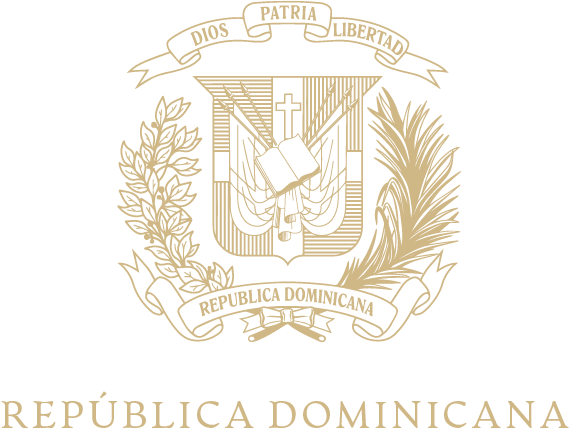 DIOS PATRIA LIBERTAD
REPUBLICA DOMINICANA
REPÚBLICA DOMINICANA